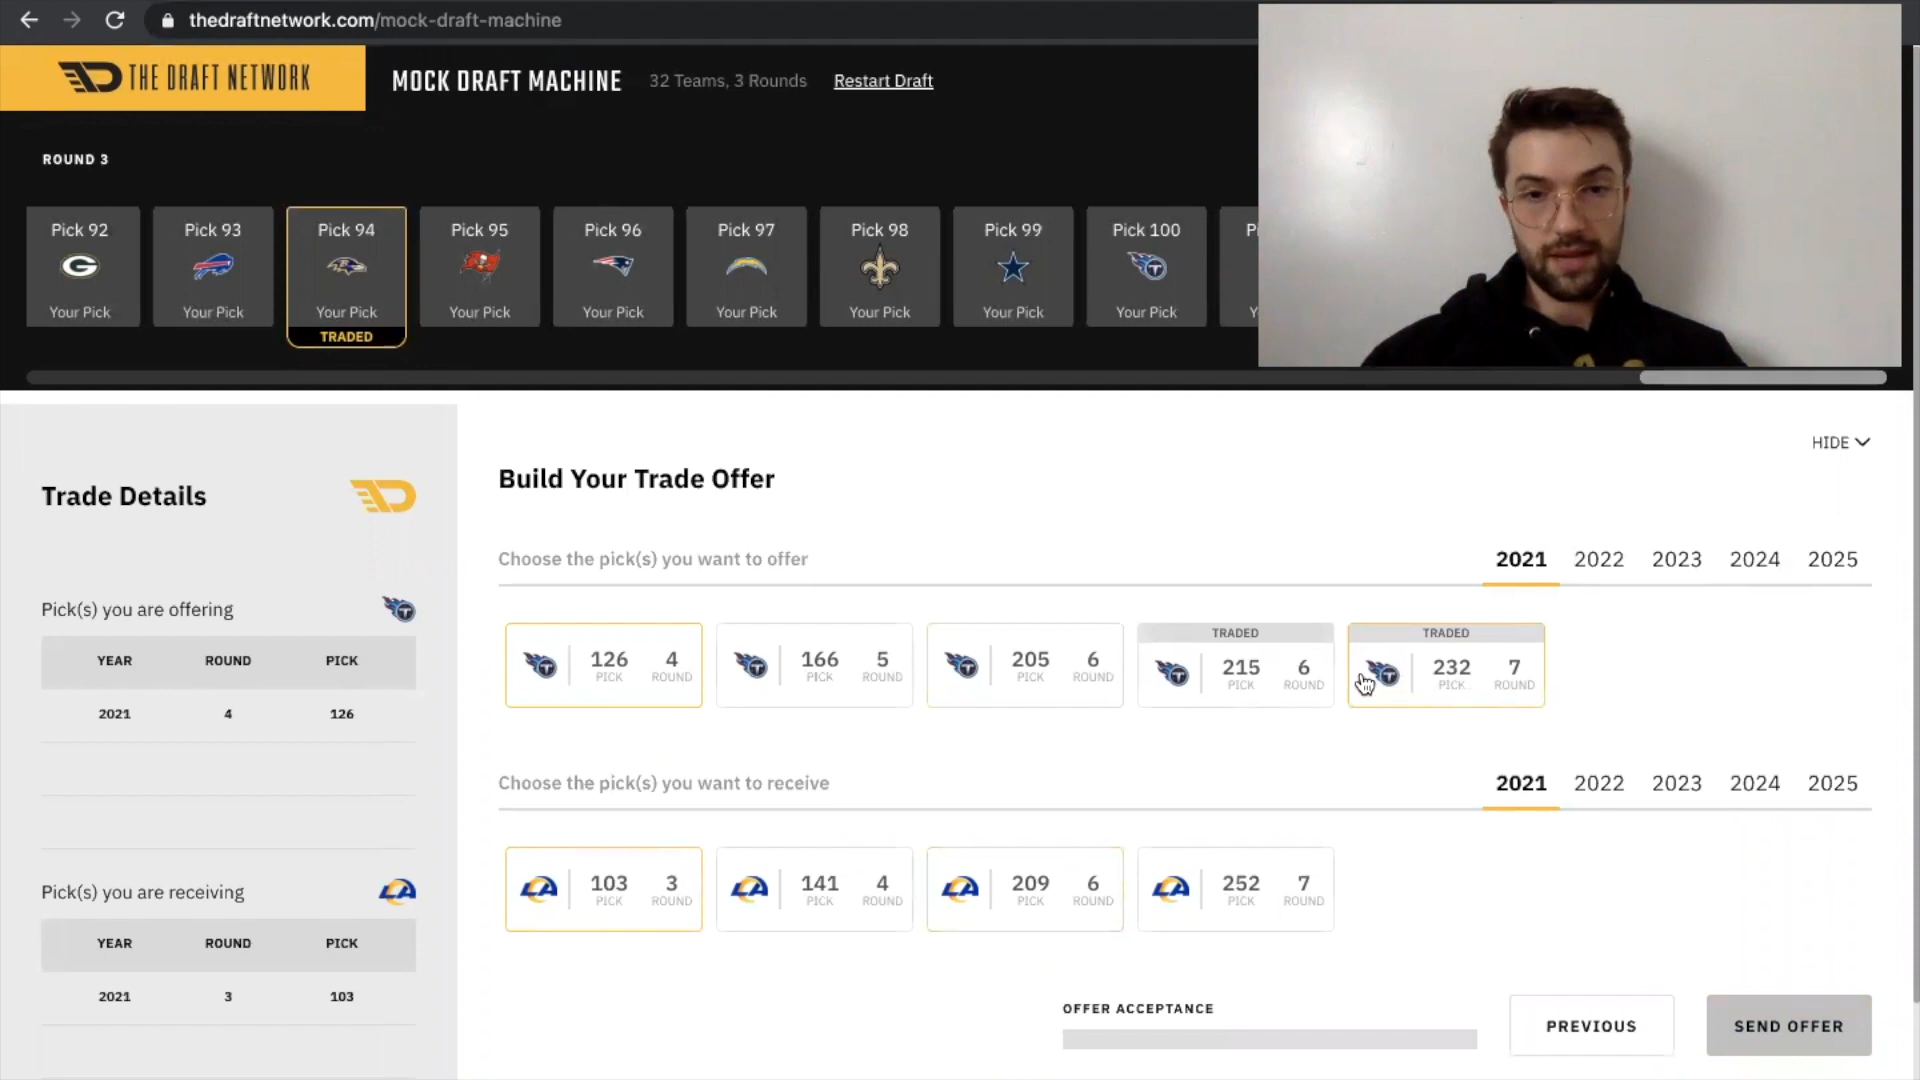 thedraftnetwork.com/mock-draft-machine
THE DRAFT NETWORK
MOCK DRAFT MACHINE
32 Teams, 3 Rounds
Restart Draft
ROUND 3
Pick 92
Your Pick
Pick 93
Your Pick
Pick 94
Your Pick
TRADED
Pick 95
Your Pick
Pick 96
Your Pick
Pick 97
Your Pick
Pick 98
Your Pick
Pick 99
Your Pick
Pick 100
Your Pick
HIDE
Trade Details
Pick(s) you are offering
YEAR ROUND PICK
2021 4 126
Pick(s) you are receiving
YEAR ROUND PICK
2021 3 103
Build Your Trade Offer
Choose the pick(s) you want to offer
2021 2022 2023 2024 2025
126 4
PICK ROUND
166 5
PICK ROUND
205 6
PICK ROUND
TRADED
215 6
PICK ROUND
TRADED
232 7
PICK ROUND
Choose the pick(s) you want to receive
2021 2022 2023 2024 2025
103 3
PICK ROUND
141 4
PICK ROUND
209 6
PICK ROUND
252 7
PICK ROUND
OFFER ACCEPTANCE
PREVIOUS
SEND OFFER